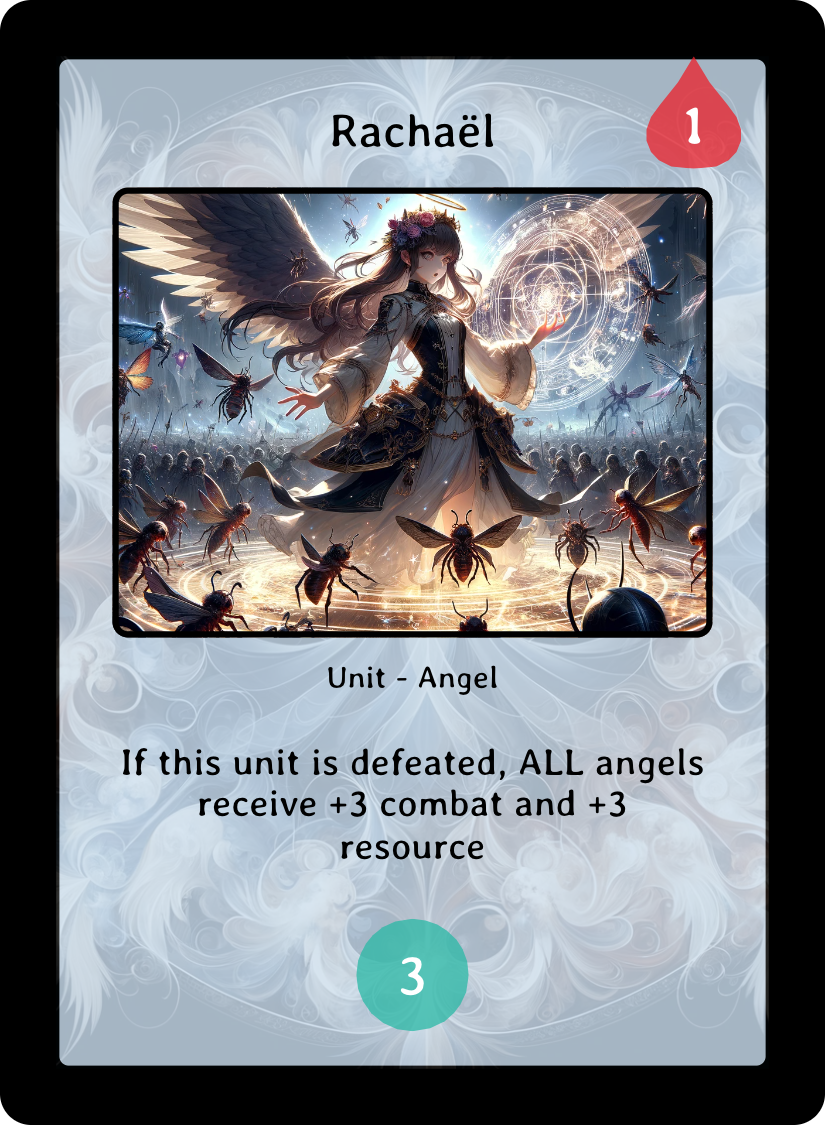 Rachaël
1
Unit - Angel
If this unit is defeated, ALL angels
receive +3 combat and +3
resource
3